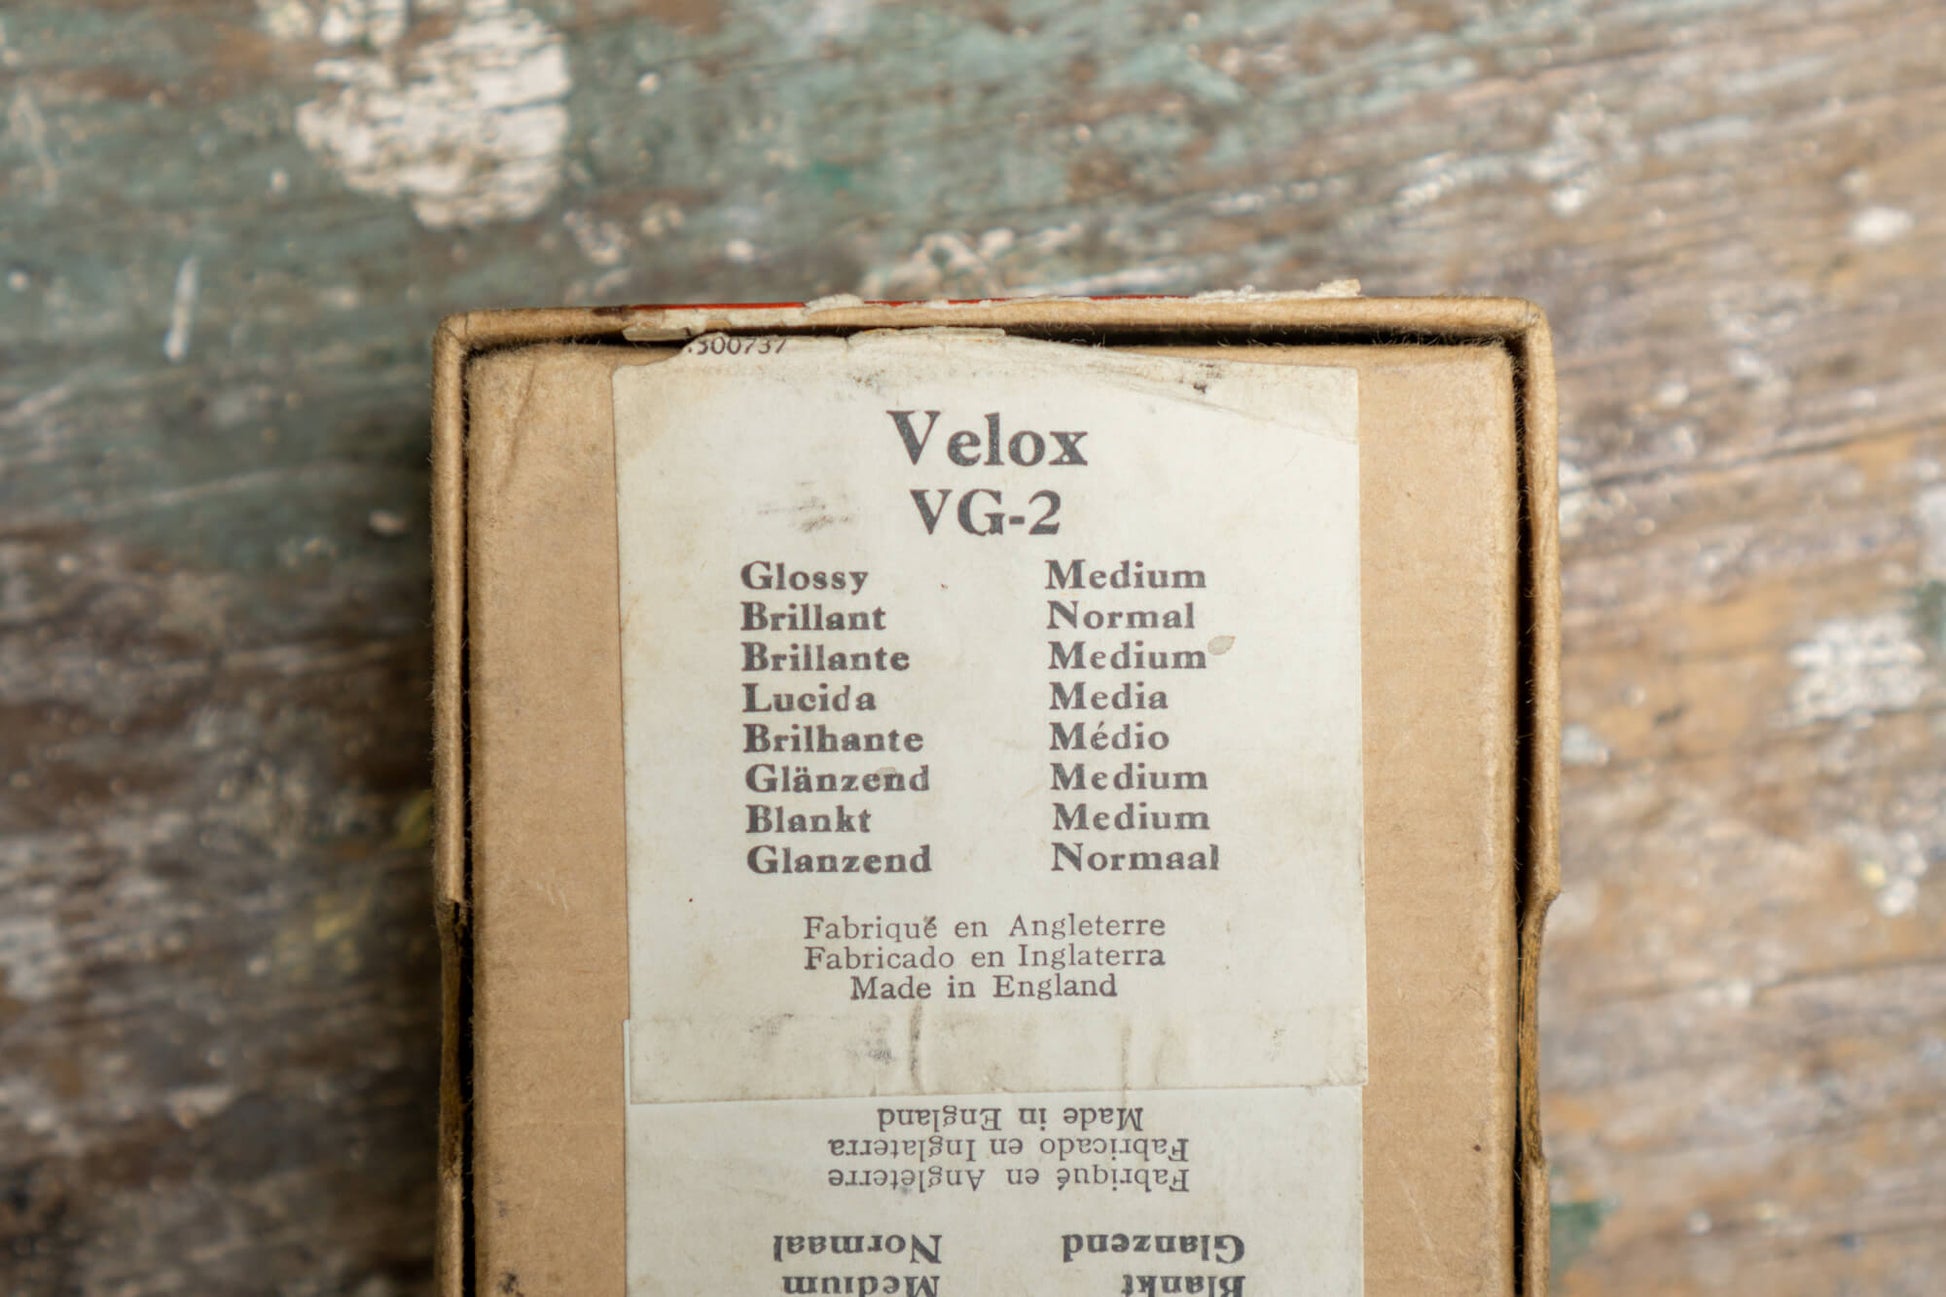 .300737
Velox
VG-2
Glossy Medium
Brillant Normal
Brillante Medium
Lucida Media
Brilhante Médio
Glänzend Medium
Blankt Medium
Glanzend Normaal
Fabriqué en Angleterre
Fabricado en Inglaterra
Made in England
Made in England
Fabricado en Inglaterra
Fabriqué en Angleterre
Glanzend Normaal
Blankt Medium